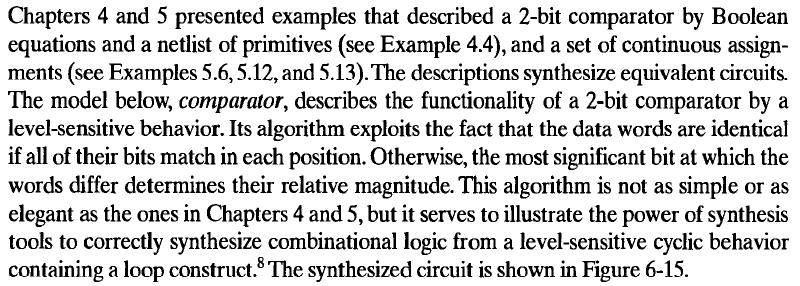 Chapters 4 and 5 presented examples that described a 2-bit comparator by Boolean
equations and a netlist of primitives (see Example 4.4), and a set of continuous assign-
ments (see Examples 5.6, 5.12, and 5.13). The descriptions synthesize equivalent circuits.
The model below, comparator, describes the functionality of a 2-bit comparator by a
level-sensitive behavior. Its algorithm exploits the fact that the data words are identical
if all of their bits match in each position. Otherwise, the most significant bit at which the
words differ determines their relative magnitude. This algorithm is not as simple or as
elegant as the ones in Chapters 4 and 5, but it serves to illustrate the power of synthesis
tools to correctly synthesize combinational logic from a level-sensitive cyclic behavior
containing a loop construct.⁸ The synthesized circuit is shown in Figure 6-15.